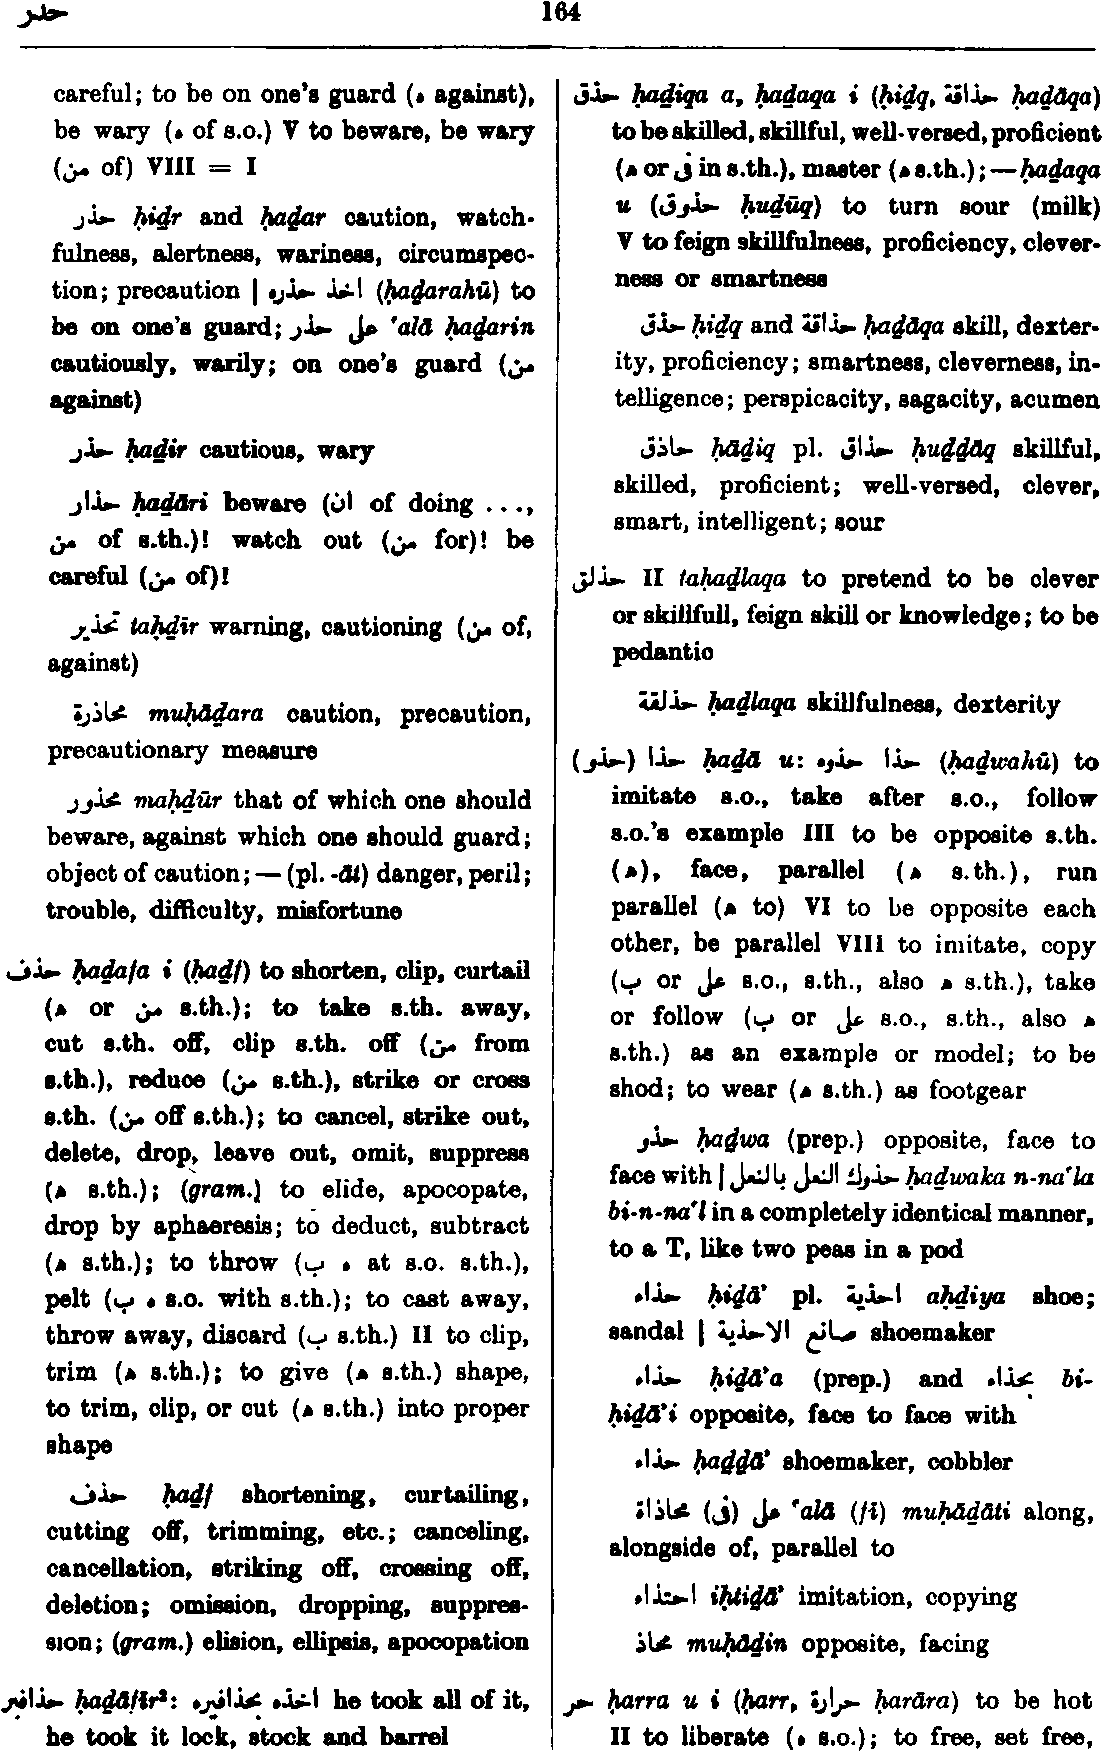 حذر
164
careful; to be on one's guard (ه against),
be wary (ه of s.o.) V to beware, be wary
(من of) VIII = I
حذر ḥiḏr and ḥaḏar caution, watch-
fulness, alertness, wariness, circumspec-
tion; precaution | اخذ حذره (ḥaḏarahū) to
be on one's guard; على حذر ʿalā ḥaḏarin
cautiously, warily; on one's guard (من
against)
حذر ḥaḏir cautious, wary
حذار ḥaḏāri beware (ان of doing ...,
من of s.th.)! watch out (من for)! be
careful (من of)!
تحذير taḥḏīr warning, cautioning (من of,
against)
محاذرة muḥāḏara caution, precaution,
precautionary measure
محذور maḥḏūr that of which one should
beware, against which one should guard;
object of caution; — (pl. -āt) danger, peril;
trouble, difficulty, misfortune
حذف ḥaḏafa i (ḥaḏf) to shorten, clip, curtail
(ه or من s.th.); to take s.th. away,
cut s.th. off, clip s.th. off (من from
s.th.), reduce (من s.th.), strike or cross
s.th. (من off s.th.); to cancel, strike out,
delete, drop, leave out, omit, suppress
(ه s.th.); (gram.) to elide, apocopate,
drop by aphaeresis; to deduct, subtract
(ه s.th.); to throw (ب ه at s.o. s.th.),
pelt (ب ه s.o. with s.th.); to cast away,
throw away, discard (ب s.th.) II to clip,
trim (ه s.th.); to give (ه s.th.) shape,
to trim, clip, or cut (ه s.th.) into proper
shape
حذف ḥaḏf shortening, curtailing,
cutting off, trimming, etc.; canceling,
cancellation, striking off, crossing off,
deletion; omission, dropping, suppres-
sion; (gram.) elision, ellipsis, apocopation
حذافير ḥaḏāfīr²: اخذه بحذافيره he took all of it,
he took it lock, stock and barrel
حذق ḥaḏiqa a, ḥaḏaqa i (ḥiḏq, حذاقة ḥaḏāqa)
to be skilled, skillful, well-versed, proficient
(ه or في in s.th.), master (ه s.th.); — ḥaḏaqa
u (حذوق ḥuḏūq) to turn sour (milk)
V to feign skillfulness, proficiency, clever-
ness or smartness
حذق ḥiḏq and حذاقة ḥaḏāqa skill, dexter-
ity, proficiency; smartness, cleverness, in-
telligence; perspicacity, sagacity, acumen
حاذق ḥāḏiq pl. حذاق ḥuḏḏāq skillful,
skilled, proficient; well-versed, clever,
smart, intelligent; sour
حذلق II taḥaḏlaqa to pretend to be clever
or skillfull, feign skill or knowledge; to be
pedantic
حذلقة ḥaḏlaqa skillfulness, dexterity
(حذو) حذا ḥaḏā u: حذا حذوه (ḥaḏwahū) to
imitate s.o., take after s.o., follow
s.o.'s example III to be opposite s.th.
(ه), face, parallel (ه s.th.), run
parallel (ه to) VI to be opposite each
other, be parallel VIII to imitate, copy
(ب or على s.o., s.th., also ه s.th.), take
or follow (ب or على s.o., s.th., also ه
s.th.) as an example or model; to be
shod; to wear (ه s.th.) as footgear
حذو ḥaḏwa (prep.) opposite, face to
face with | حذوك النعل بالنعل ḥaḏwaka n-naʿla
bi-n-naʿl in a completely identical manner,
to a T, like two peas in a pod
حذاء ḥiḏāʾ pl. احذية aḥḏiya shoe;
sandal | صانع الاحذية shoemaker
حذاء ḥiḏāʾa (prep.) and بحذاء bi-
ḥiḏāʾi opposite, face to face with
حذاء ḥaḏḏāʾ shoemaker, cobbler
على (في) محاذاة ʿalā (fī) muḥāḏāti along,
alongside of, parallel to
احتذاء iḥtiḏāʾ imitation, copying
محاذ muḥāḏin opposite, facing
حر ḥarra u i (ḥarr, حرارة ḥarāra) to be hot
II to liberate (ه s.o.); to free, set free,